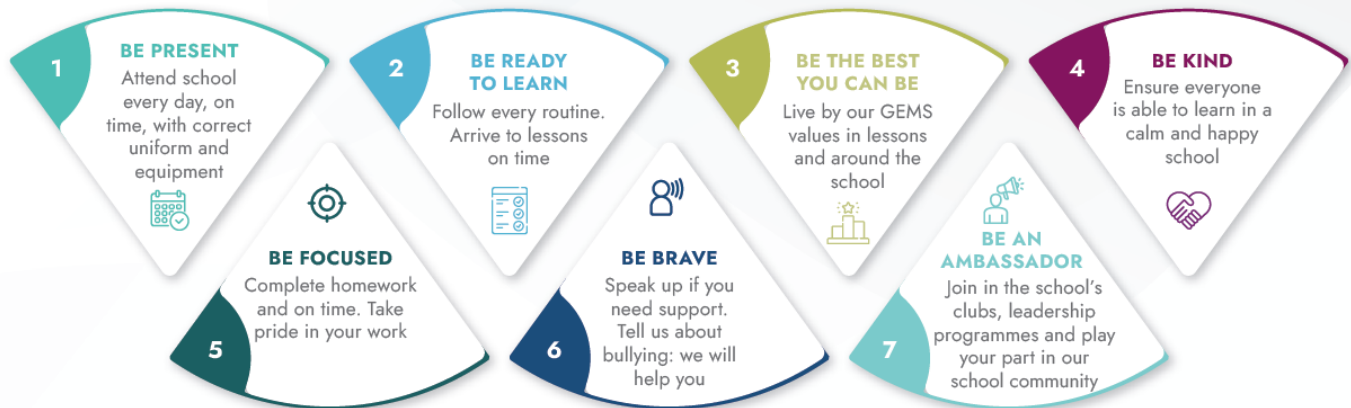 1
BE PRESENT
Attend school
every day, on
time, with correct
uniform and
equipment
2
BE READY
TO LEARN
Follow every routine.
Arrive to lessons
on time
3
BE THE BEST
YOU CAN BE
Live by our GEMS
values in lessons
and around the
school
4
BE KIND
Ensure everyone
is able to learn in a
calm and happy
school
5
BE FOCUSED
Complete homework
and on time. Take
pride in your work
6
BE BRAVE
Speak up if you
need support.
Tell us about
bullying: we will
help you
7
BE AN
AMBASSADOR
Join in the school's
clubs, leadership
programmes and play
your part in our
school community